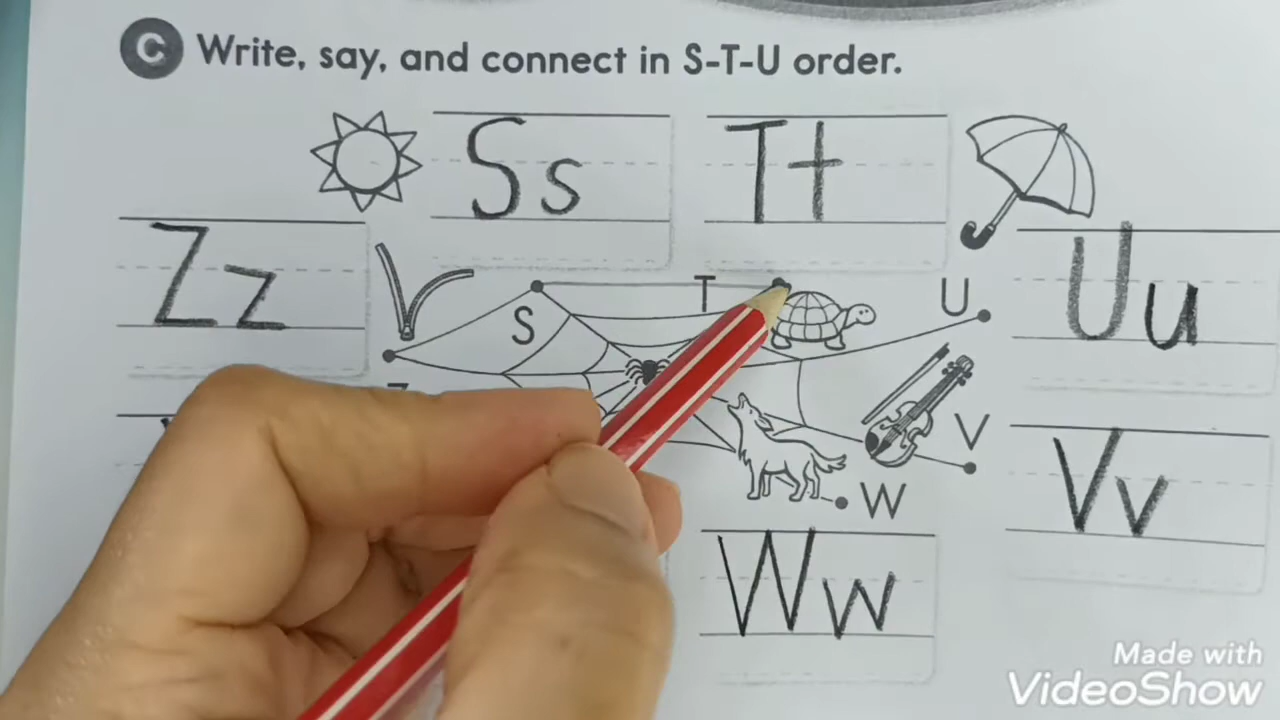 C Write, say, and connect in S-T-U order.
Ss Tt
Zz Uu
S T U
V
Vv
W
Ww
Made with
VideoShow